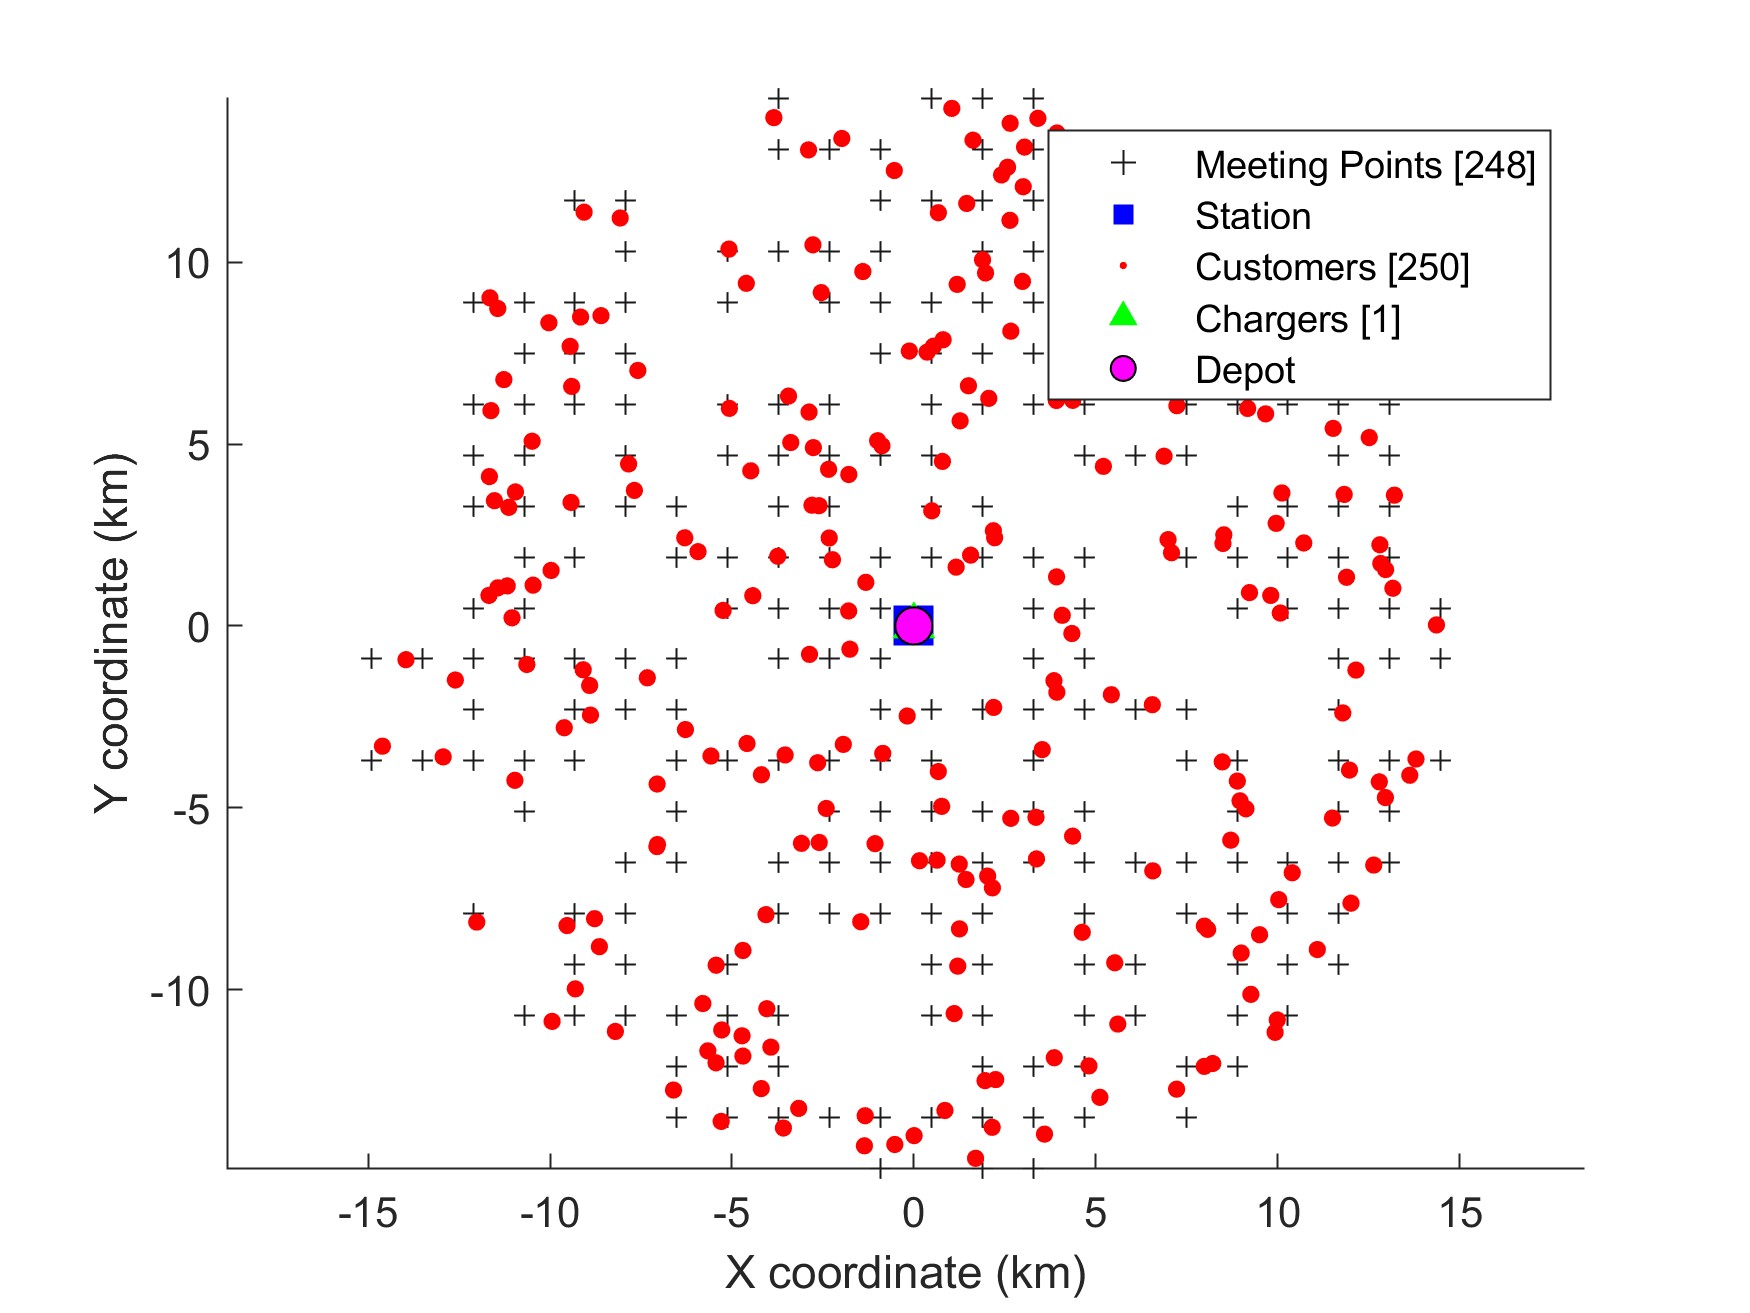 Meeting Points [248]
Station
Customers [250]
Chargers [1]
Depot
10
5
0
-5
-10
Y coordinate (km)
-15 -10 -5 0 5 10 15
X coordinate (km)